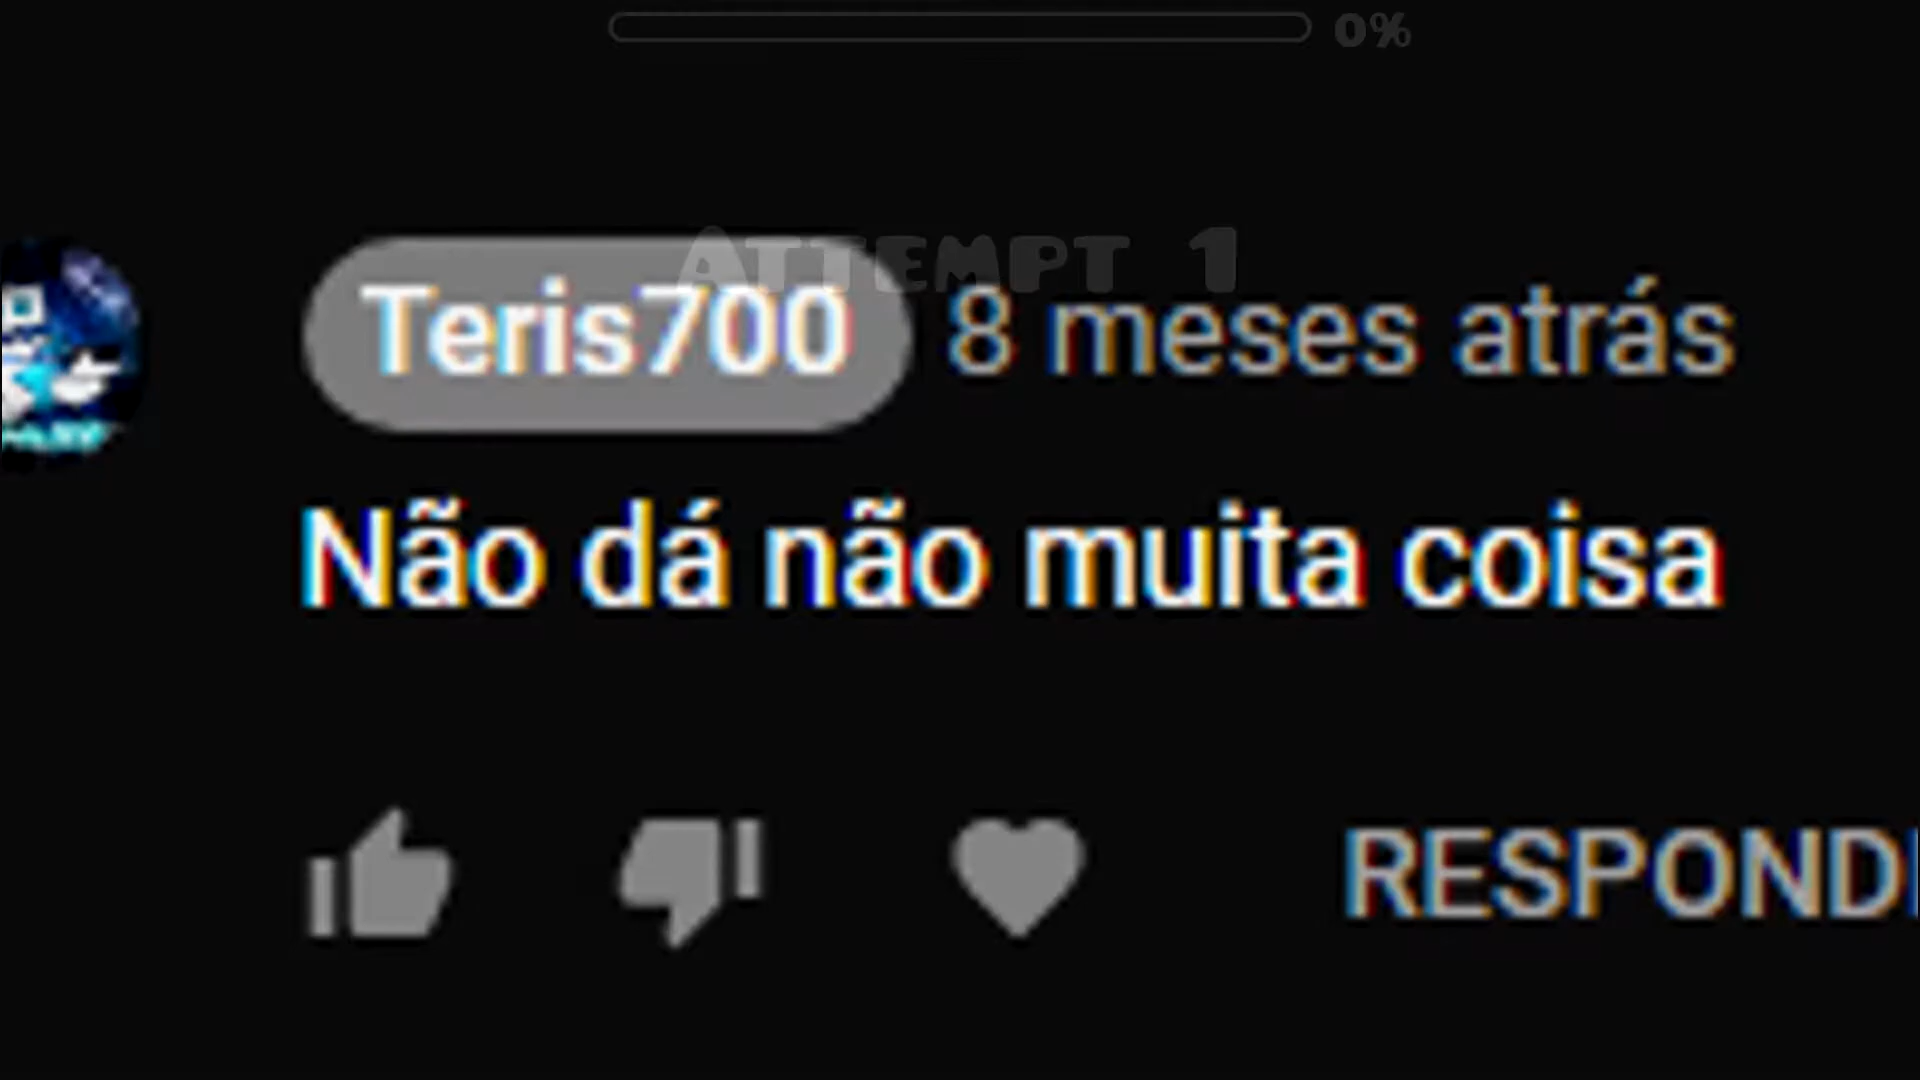 0%
ATTEMPT 1
Teris700 8 meses atrás
Não dá não muita coisa
RESPOND